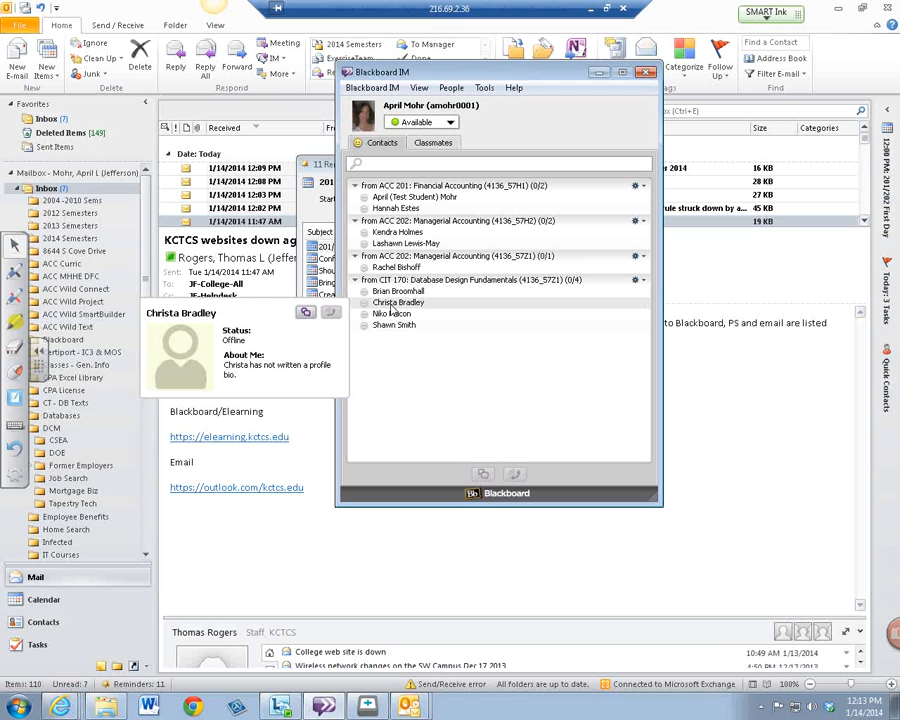 216.69.2.36
SMART Ink
File Home Send / Receive Folder View
New E-mail
New Items
New
Ignore
Clean Up
Junk
Delete
Delete
Reply
Reply All
Forward
Meeting
IM
More
Respond
2014 Semesters
To Manager
Categorize
Follow Up
Find a Contact
Address Book
Filter E-mail
Find
Favorites
Inbox (7)
Deleted Items [149]
Sent Items
Mailbox - Mohr, April L (Jefferson)
Inbox (7)
2004 -2010 Sems
2012 Semesters
2013 Semesters
2014 Semesters
8644 S Cove Drive
ACC Curric
ACC MHHE DFC
ACC Wild Connect
ACC Wild Project
ACC Wild SmartBuilder
ACC Wild Text
Blackboard
Certiport - IC3 & MOS
Classes - Gen. Info
CPA Excel Library
CPA License
CT - DB Texts
Databases
DCM
CSEA
DOE
Former Employers
Job Search
Mortgage Biz
Tapestry Tech
Employee Benefits
Home Search
Infected
IT Courses
Mail
Calendar
Contacts
Tasks
Received
Size Categories
Date: Today
1/14/2014 12:09 PM
1/14/2014 12:08 PM
1/14/2014 12:03 PM
1/14/2014 11:47 AM
16 KB
28 KB
27 KB
19 KB
KCTCS websites down ag
Rogers, Thomas L (Jeffer
Sent: Tue 1/14/2014 11:47 AM
To: JF-College-All
JF-Helpdesk
Subject
Blackboard IM
Blackboard IM View People Tools Help
April Mohr (amohr0001)
Available
Contacts Classmates
from ACC 201: Financial Accounting (4136_57H1) (0/2)
April (Test Student) Mohr
Hannah Estes
from ACC 202: Managerial Accounting (4136_57H2) (0/2)
Kendra Holmes
Lashawn Lewis-May
from ACC 202: Managerial Accounting (4136_57Z1) (0/1)
Rachel Bishoff
from CIT 170: Database Design Fundamentals (4136_57Z1) (0/4)
Brian Broomhall
Christa Bradley
Shawn Smith
Blackboard
Christa Bradley
Status:
Offline
About Me:
Christa has not written a profile
bio.
to Blackboard, PS and email are listed
Blackboard/Elearning
https://elearning.kctcs.edu
Email
https://outlook.com/kctcs.edu
Thomas Rogers Staff, KCTCS
College web site is down
10:49 AM 1/13/2014
Wireless network changes on the SW Campus Dec 17 2013
12:08 PM: 201/202 First Day
Today: 3 Tasks
Quick Contacts
Items: 110 Unread: 7 Reminders: 11
Send/Receive error All folders are up to date. Connected to Microsoft Exchange 100%
12:13 PM
1/14/2014